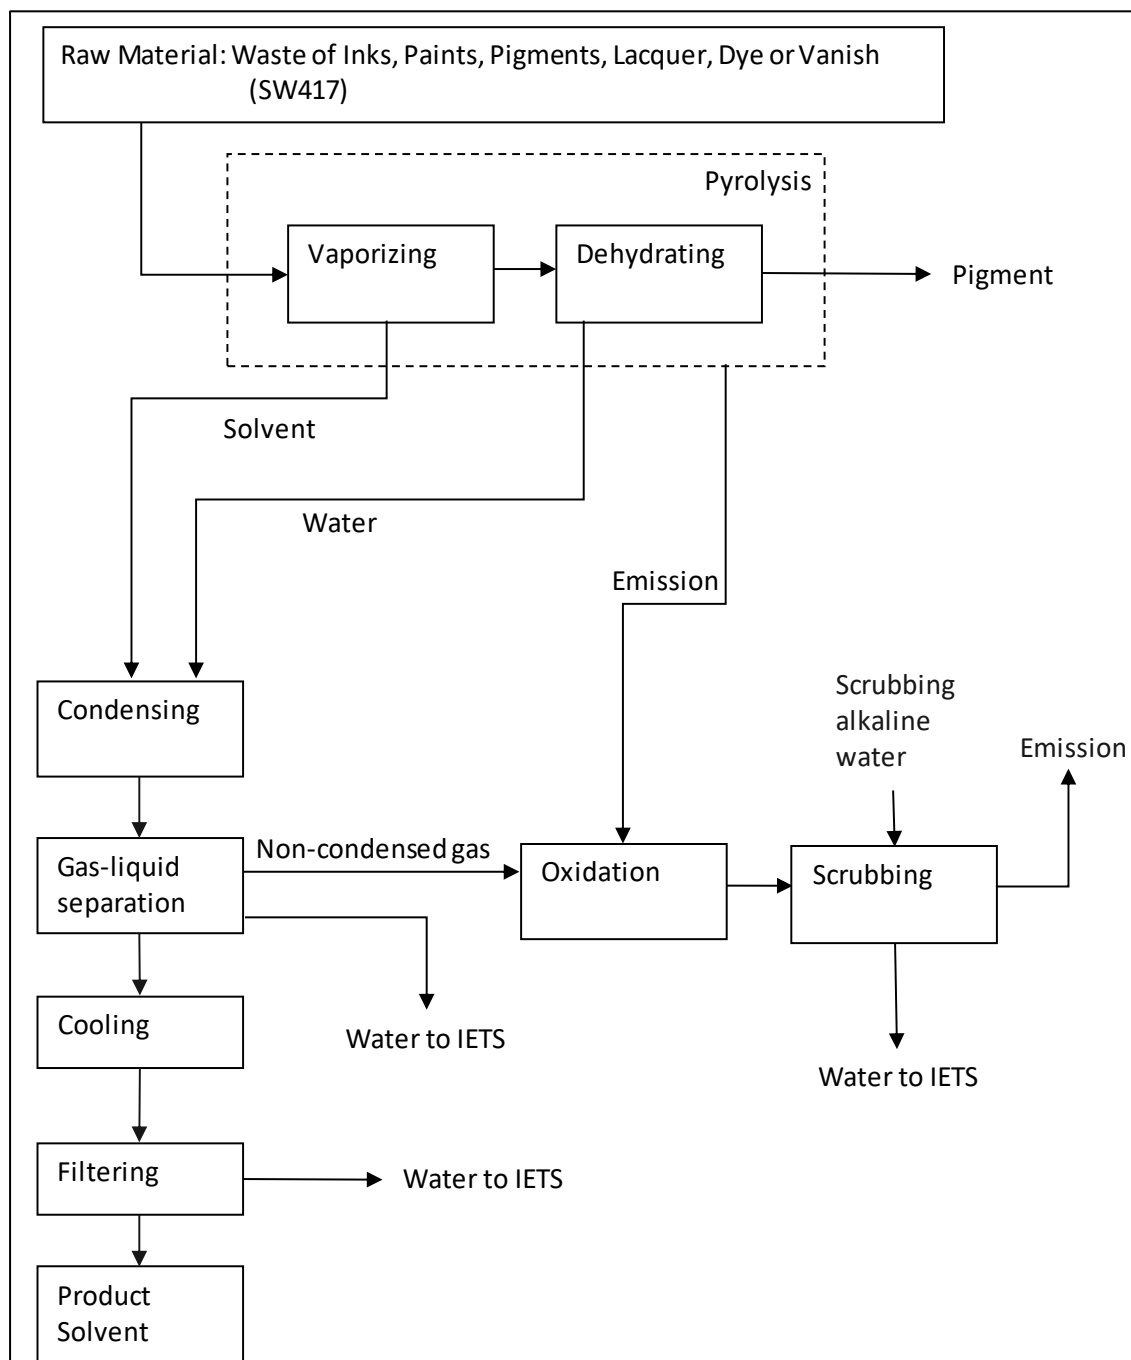 Raw Material: Waste of Inks, Paints, Pigments, Lacquer, Dye or Vanish
(SW417)
Pyrolysis
Vaporizing
Dehydrating
Pigment
Solvent
Water
Emission
Condensing
Scrubbing
alkaline
water
Emission
Gas-liquid
separation
Non-condensed gas
Oxidation
Scrubbing
Cooling
Water to IETS
Water to IETS
Filtering
Water to IETS
Product
Solvent